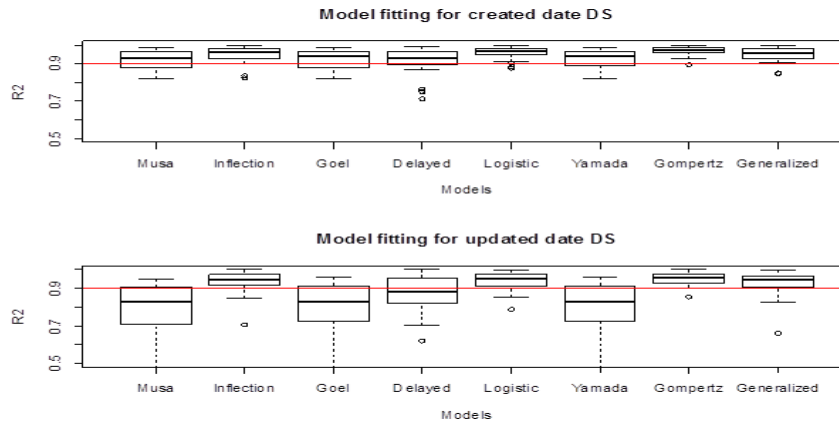 Model fitting for created date DS
R2
0.9
0.7
0.5
Musa Inflection Goel Delayed Logistic Yamada Gompertz Generalized
Models
Model fitting for updated date DS
R2
0.9
0.7
0.5
Musa Inflection Goel Delayed Logistic Yamada Gompertz Generalized
Models